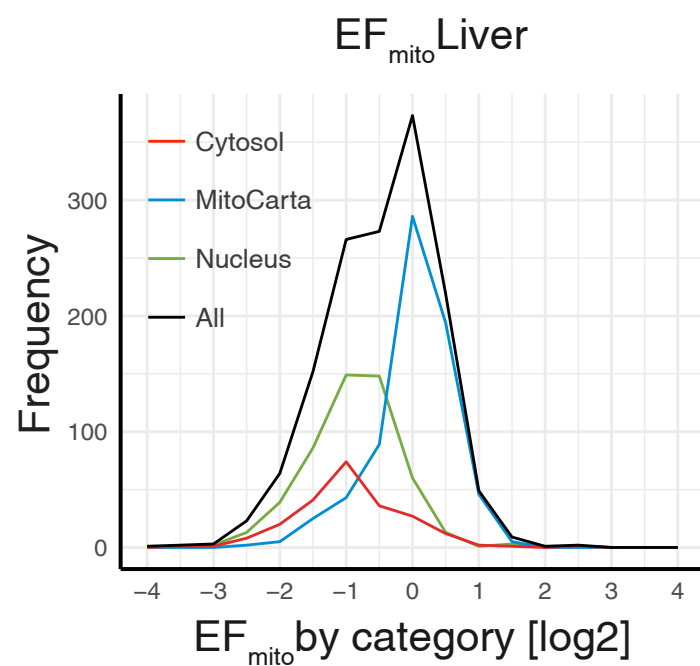 EFmitoLiver
Cytosol
MitoCarta
Nucleus
All
Frequency
300
200
100
0
−4 −3 −2 −1 0 1 2 3 4
EFmitoby category [log2]